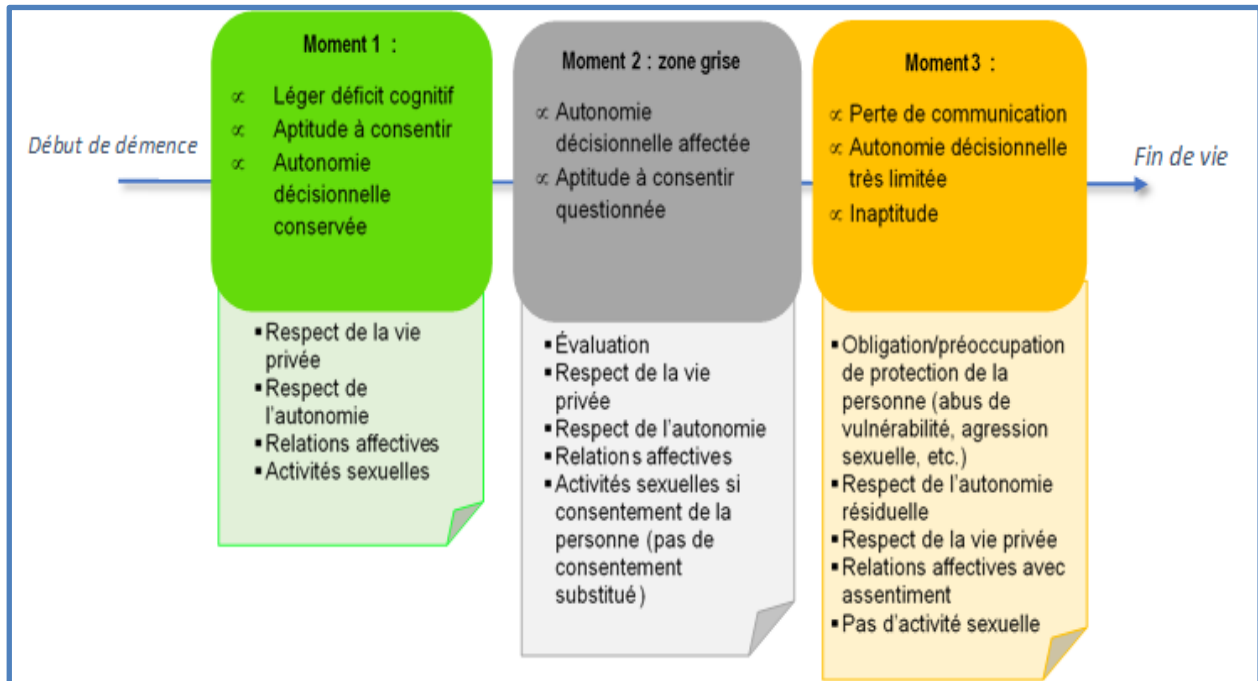 Début de démence
Moment 1 :
∝ Léger déficit cognitif
∝ Aptitude à consentir
∝ Autonomie
décisionnelle
conservée
▪Respect de la vie
privée
▪Respect de
l'autonomie
▪Relations affectives
▪Activités sexuelles
Moment 2 : zone grise
∝ Autonomie
décisionnelle affectée
∝ Aptitude à consentir
questionnée
▪Évaluation
▪Respect de la vie
privée
▪Respect de l'autonomie
▪Relations affectives
▪Activités sexuelles si
consentement de la
personne (pas de
consentement
substitué)
Moment 3 :
∝ Perte de communication
∝ Autonomie décisionnelle
très limitée
∝ Inaptitude
▪Obligation/préoccupation
de protection de la
personne (abus de
vulnérabilité, agression
sexuelle, etc.)
▪Respect de l'autonomie
résiduelle
▪Respect de la vie privée
▪Relations affectives avec
assentiment
▪Pas d'activité sexuelle
Fin de vie